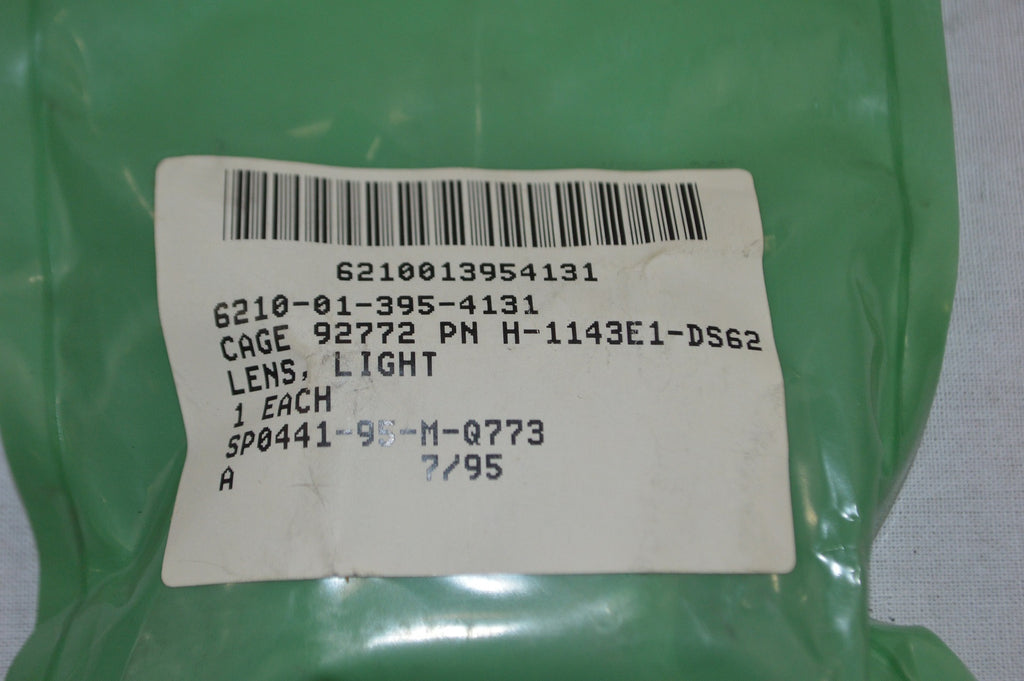 6210013954131
6210-01-395-4131
CAGE 92772 PN H-1143E1-DS62
LENS, LIGHT
1 EACH
SP0441-95-M-Q773
A 7/95